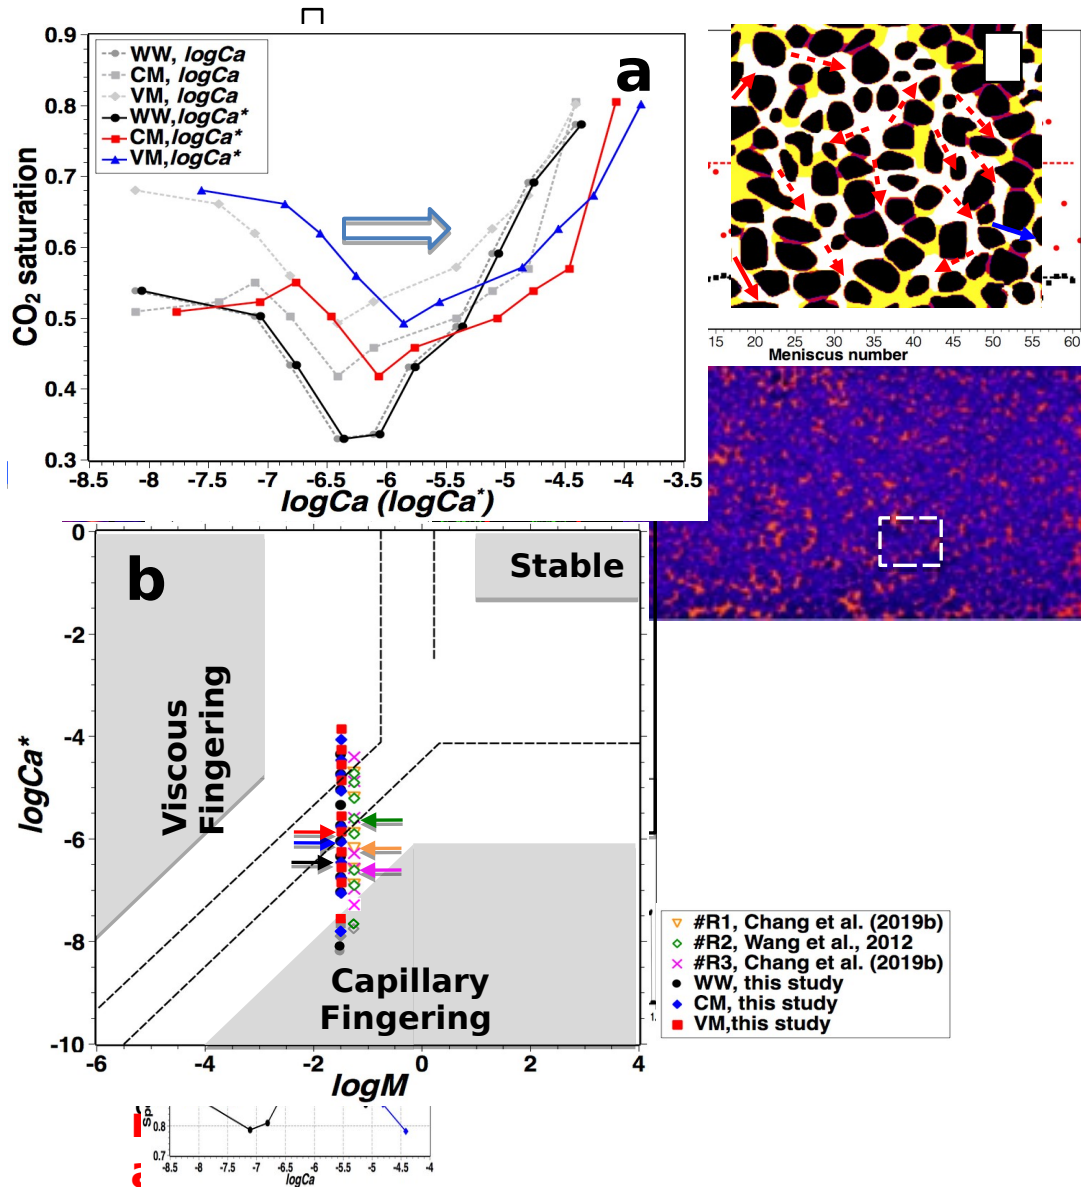 0.9
0.8
0.7
0.6
0.5
0.4
0.3
CO2 saturation
WW, logCa
CM, logCa
VM, logCa
WW, logCa*
CM,logCa*
VM,logCa*
a
-8.5 -8 -7.5 -7 -6.5 -6 -5.5 -5 -4.5 -4 -3.5
logCa (logCa*)
15 20 25 30 35 40 45 50 55 60
Meniscus number
0
-2
-4
-6
-8
-10
logCa*
b
Stable
Viscous
Fingering
Capillary
Fingering
-6 -4 -2 0 2 4
logM
#R1, Chang et al. (2019b)
#R2, Wang et al., 2012
#R3, Chang et al. (2019b)
WW, this study
CM, this study
VM,this study
1.
0.8
0.7
-8.5 -8 -7.5 -7 -6.5 -6 -5.5 -5 -4.5 -4
logCa